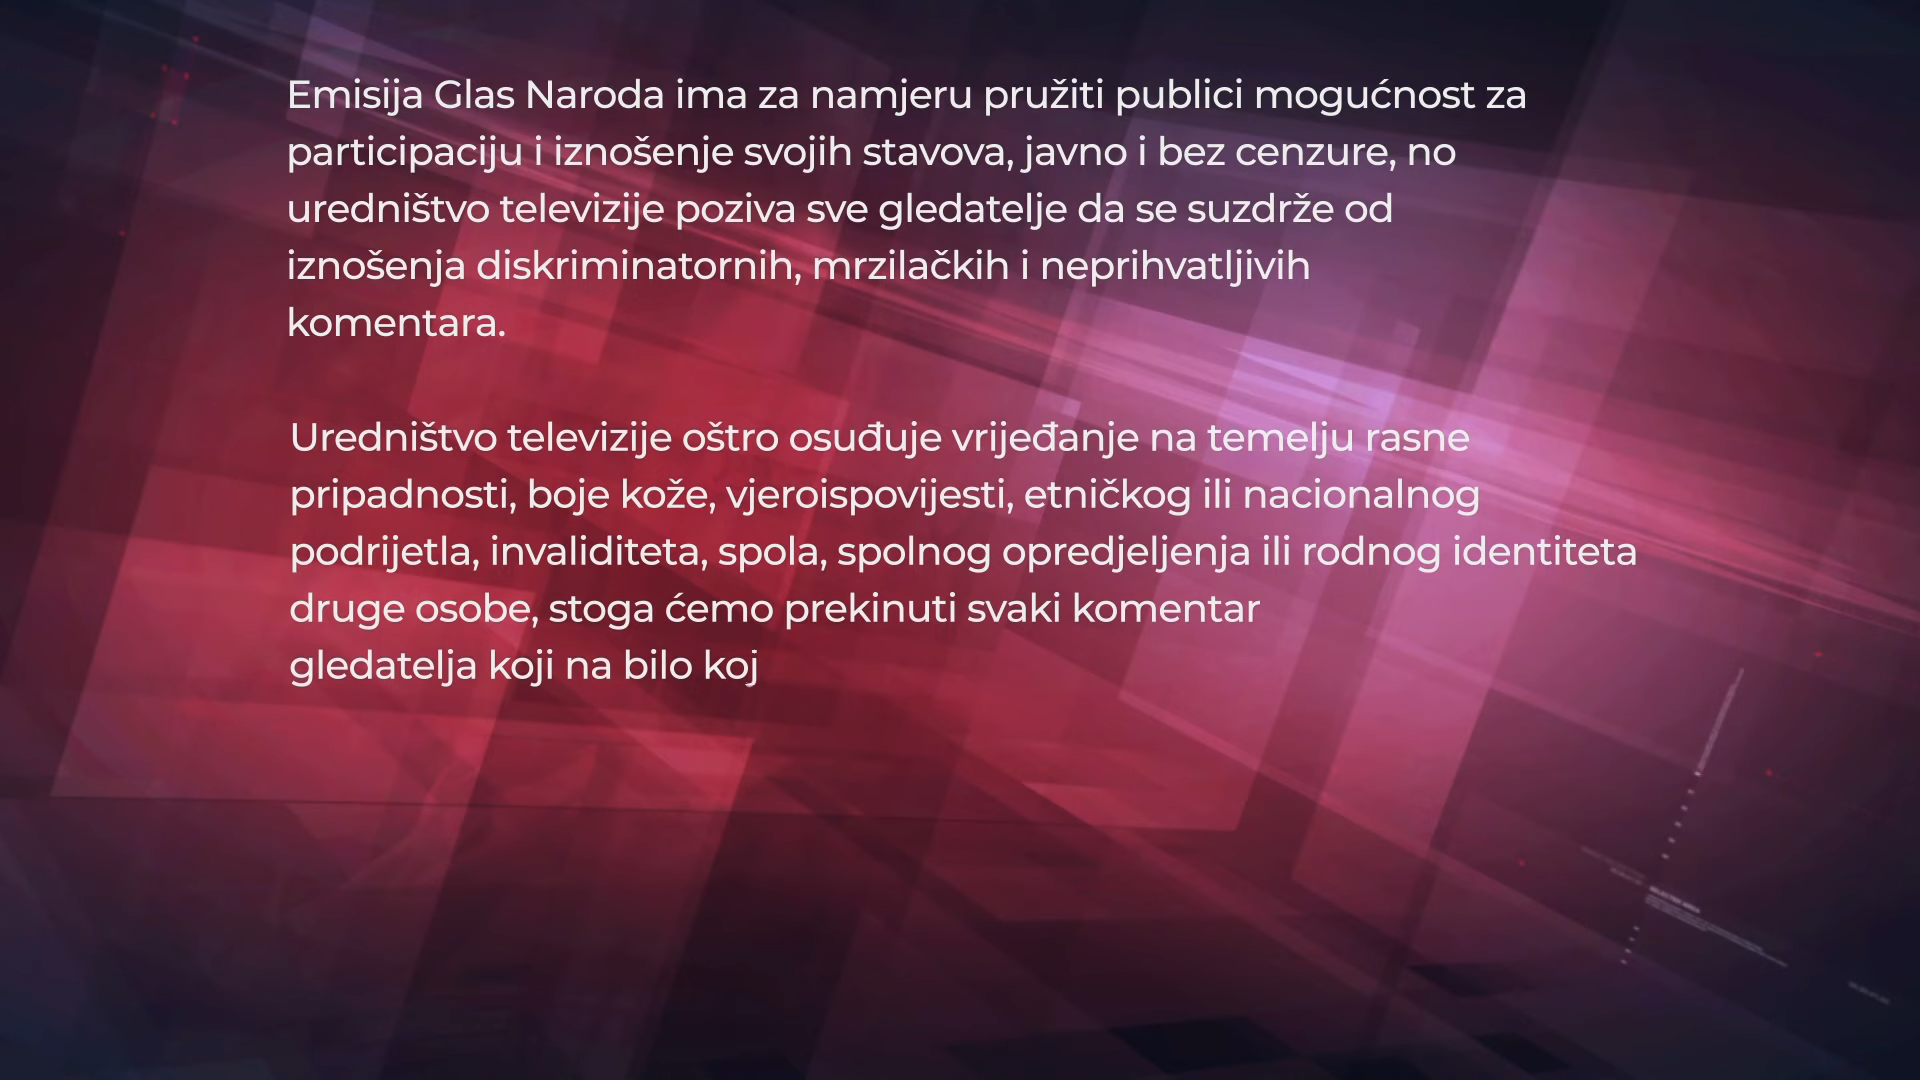 Emisija Glas Naroda ima za namjeru pružiti publici mogućnost za
participaciju i iznošenje svojih stavova, javno i bez cenzure, no
uredništvo televizije poziva sve gledatelje da se suzdrže od
iznošenja diskriminatornih, mrzilačkih i neprihvatljivih
komentara.
Uredništvo televizije oštro osuđuje vrijeđanje na temelju rasne
pripadnosti, boje kože, vjeroispovijesti, etničkog ili nacionalnog
podrijetla, invaliditeta, spola, spolnog opredjeljenja ili rodnog identiteta
druge osobe, stoga ćemo prekinuti svaki komentar
gledatelja koji na bilo koj